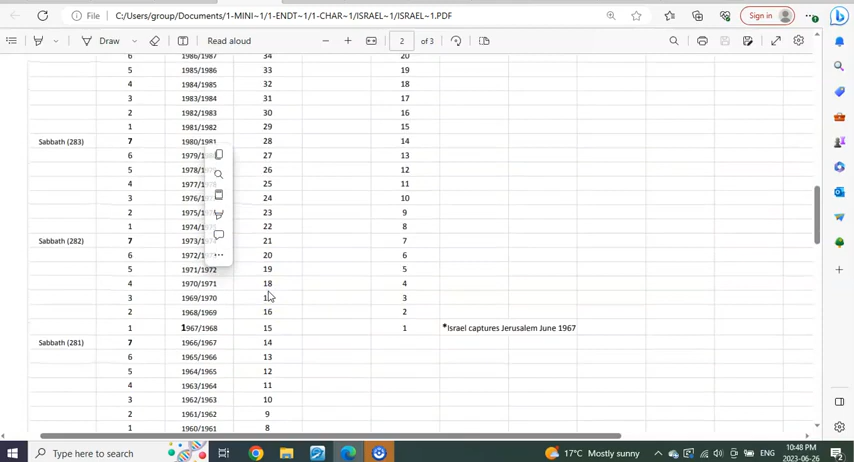 File C:/Users/group/Documents/1-MINI~1/1-ENDT~1/1-CHAR~1/ISRAEL~1/ISRAEL~1.PDF Sign in
Draw Read aloud 2 of 3
6 1986/1987 34 20
5 1985/1986 33 19
4 1984/1985 32 18
3 1983/1984 31 17
2 1982/1983 30 16
1 1981/1982 29 15
Sabbath (283) 7 1980/1981 28 14
6 1979/ 27 13
5 1978/ 26 12
4 1977/ 25 11
3 1976/ 24 10
2 1975/ 23 9
1 1974/ 22 8
Sabbath (282) 7 1973/ 21 7
6 1972/ 20 6
5 1971/1972 19 5
4 1970/1971 18 4
3 1969/1970 3
2 1968/1969 16 2
1 1967/1968 15 1 *Israel captures Jerusalem June 1967
Sabbath (281) 7 1966/1967 14
6 1965/1966 13
5 1964/1965 12
4 1963/1964 11
3 1962/1963 10
2 1961/1962 9
1 1960/1961 8
Type here to search 17°C Mostly sunny ENG 10:48 PM
2023-06-26